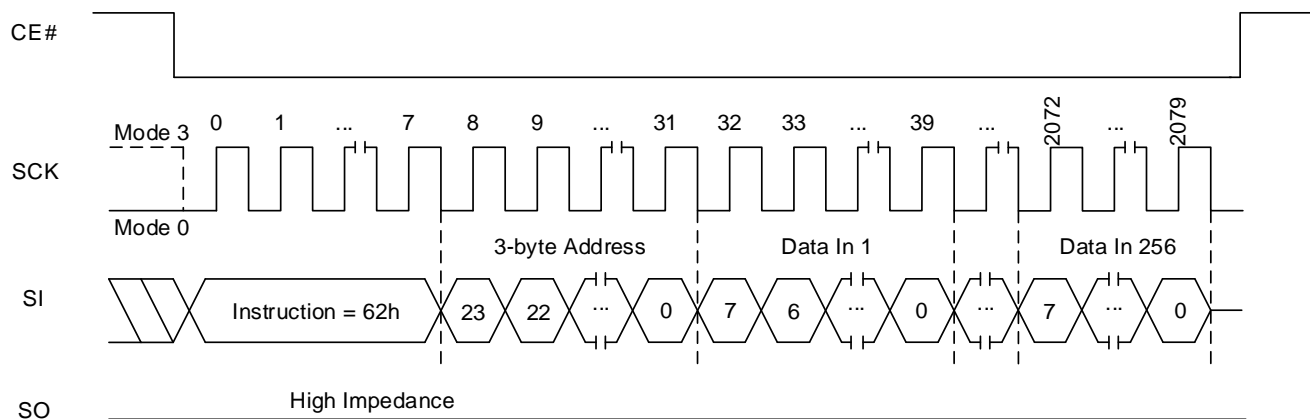 CE#
0 1 ... 7 8 9 ... 31 32 33 ... 39 ... 2072 ... 2079
Mode 3
SCK
Mode 0
3-byte Address Data In 1 Data In 256
SI Instruction = 62h 23 22 ... 0 7 6 ... 0 ... 7 ... 0
High Impedance
SO